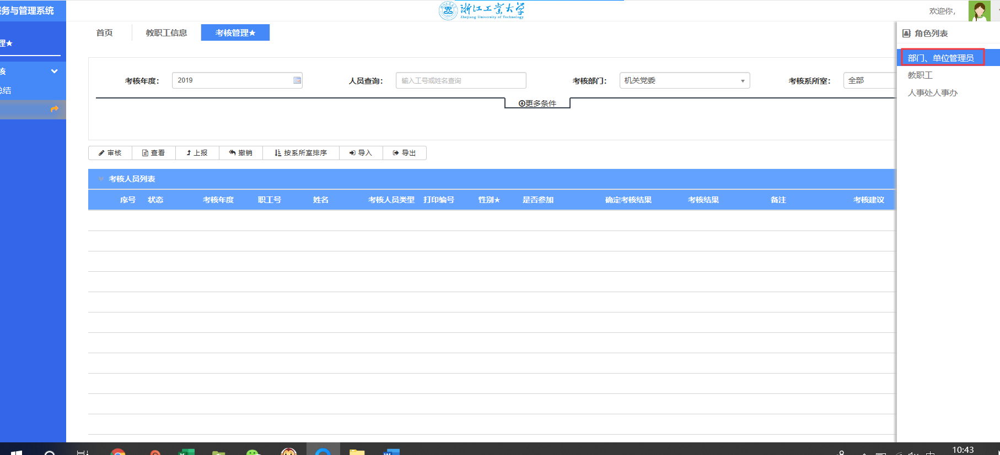 服务与管理系统
浙江工业大学
Zhejiang University of Technology
欢迎你,
理★
核
总结
首页 教职工信息 考核管理★
角色列表
部门、单位管理员
教职工
人事处人事办
考核年度： 2019 人员查询： 输入工号或姓名查询 考核部门： 机关党委 考核系所室： 全部
更多条件
审核 查看 上报 撤销 按系所室排序 导入 导出
考核人员列表
序号 状态 考核年度 职工号 姓名 考核人员类型 打印编号 性别★ 是否参加 确定考核结果 考核结果 备注 考核建议
10:43